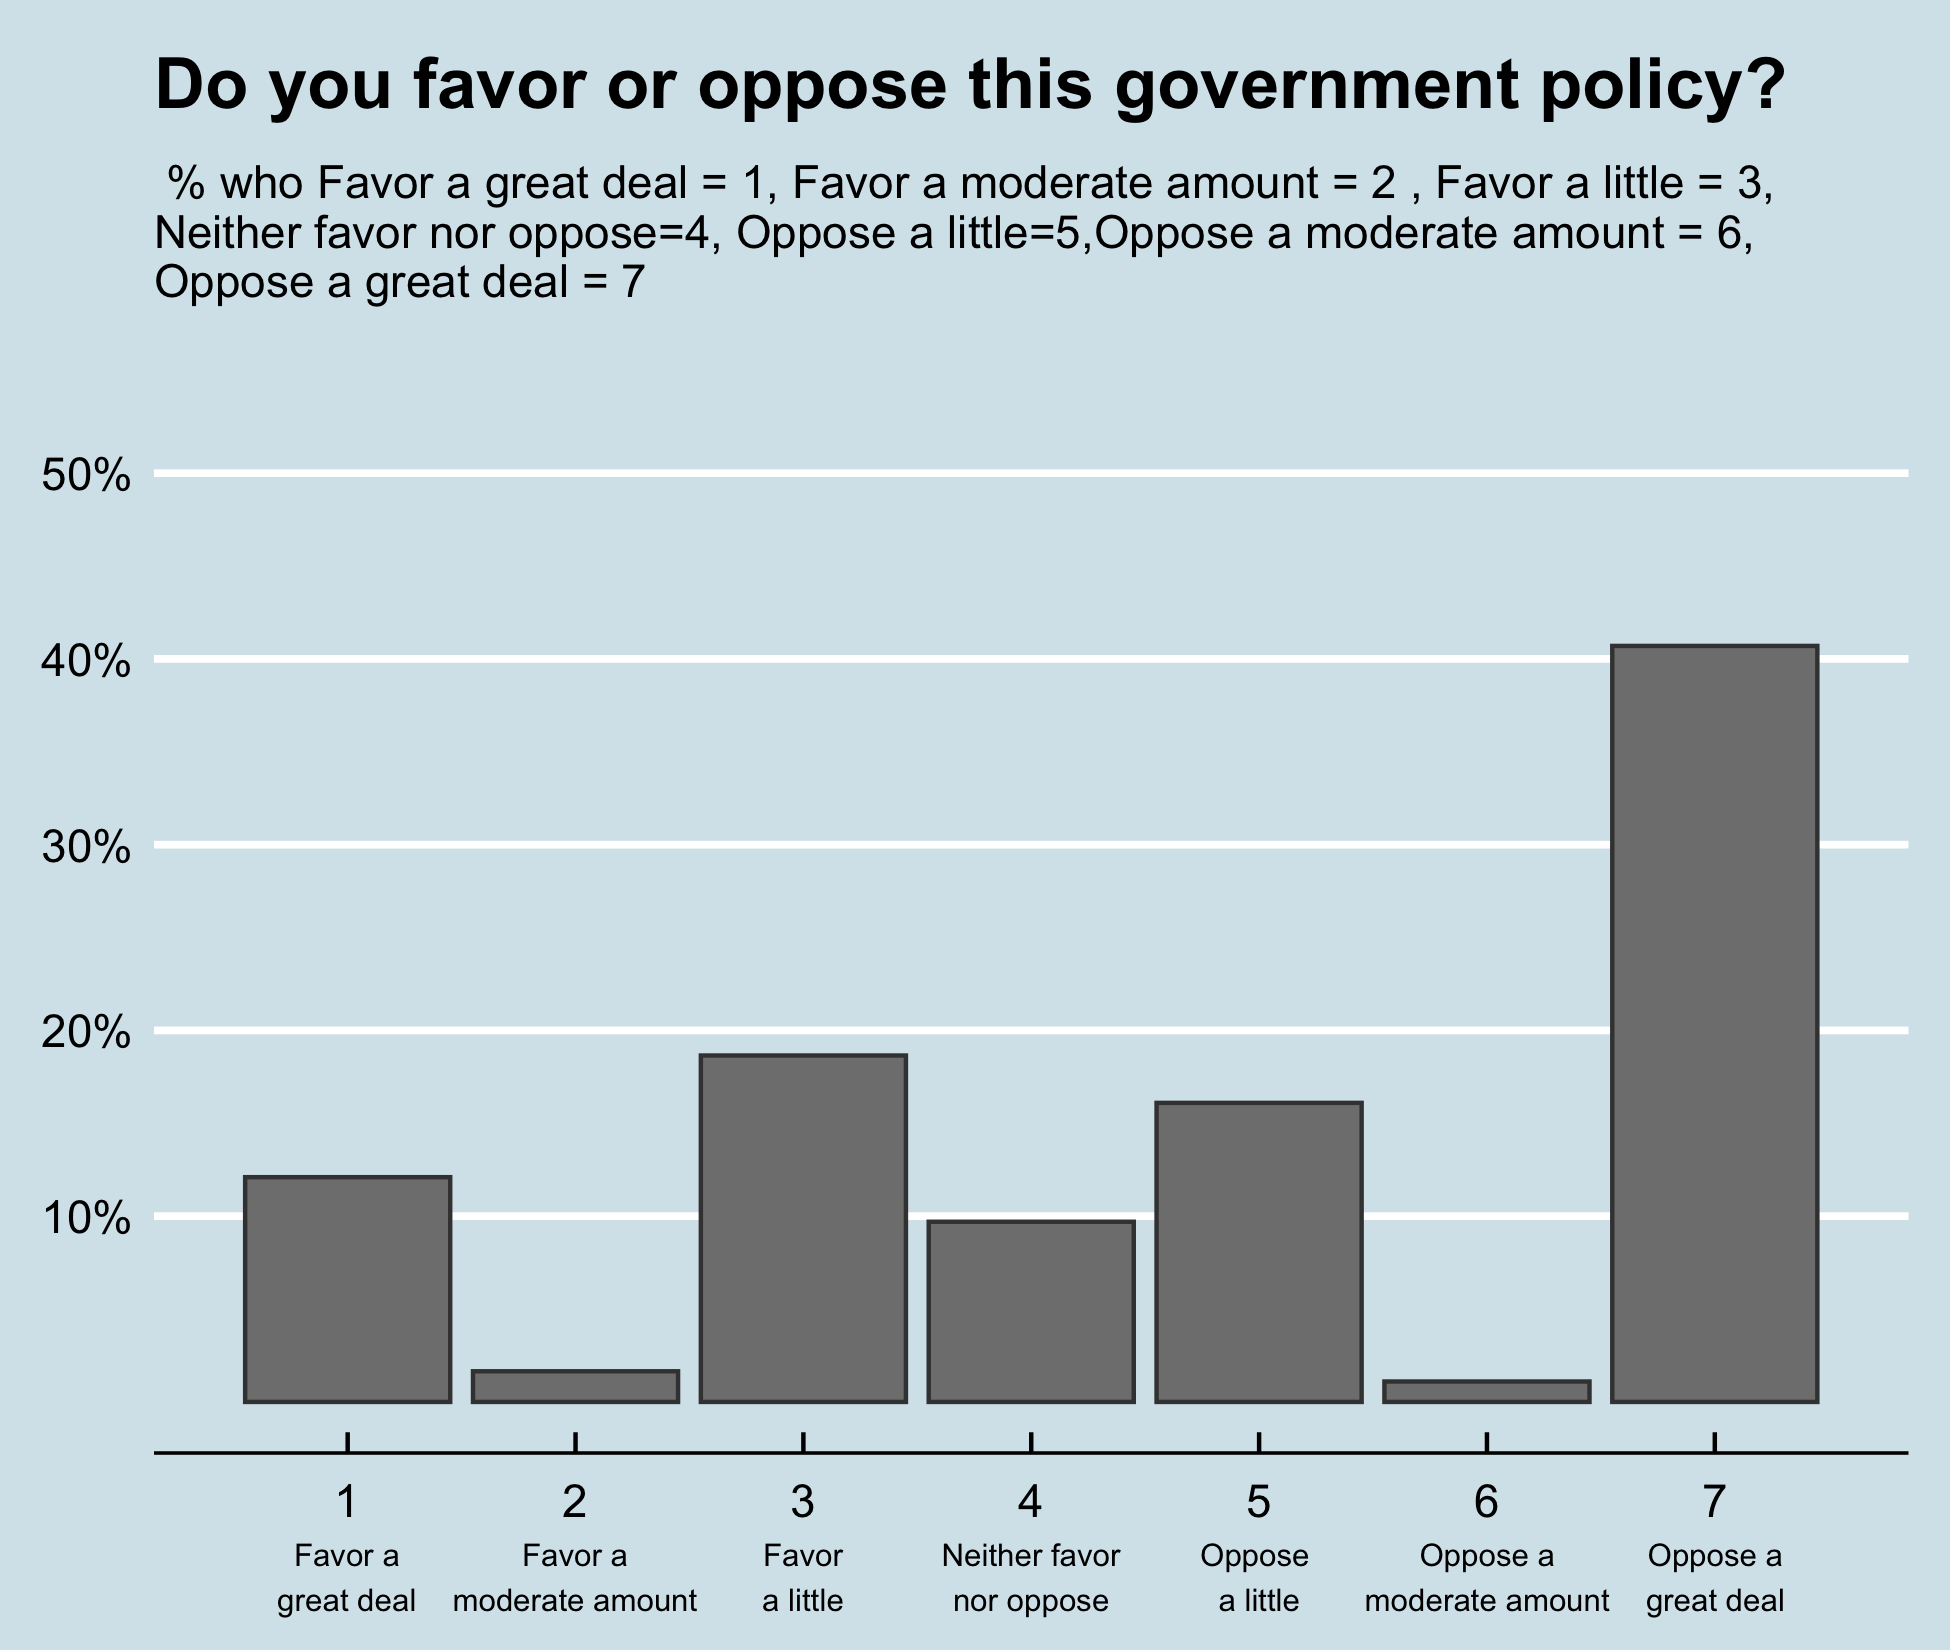 Do you favor or oppose this government policy?
% who Favor a great deal = 1, Favor a moderate amount = 2 , Favor a little = 3,
Neither favor nor oppose=4, Oppose a little=5,Oppose a moderate amount = 6,
Oppose a great deal = 7
50%
40%
30%
20%
10%
1 2 3 4 5 6 7
Favor a Favor a Favor Neither favor Oppose Oppose a Oppose a
great deal moderate amount a little nor oppose a little moderate amount great deal